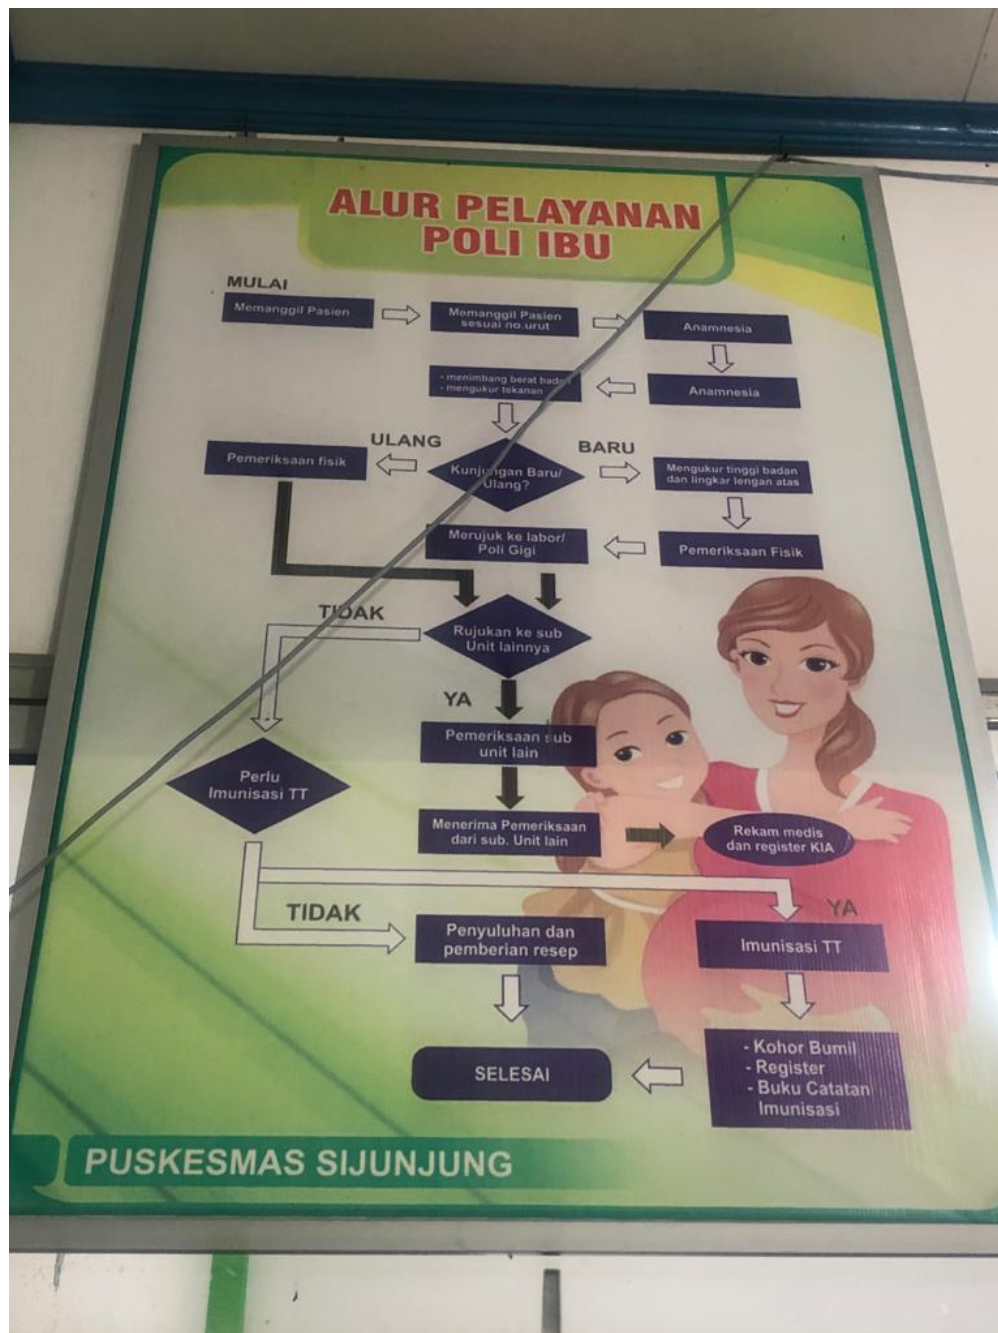 ALUR PELAYANAN
POLI IBU
MULAI
Memanggil Pasien
Memanggil Pasien
sesuai no.urut
Anamnesia
Anamnesia
- menimbang berat badan
- mengukur tekanan
Kunjungan Baru/
Ulang?
ULANG
Pemeriksaan fisik
BARU
Mengukur tinggi badan
dan lingkar lengan atas
Pemeriksaan Fisik
Merujuk ke labor/
Poli Gigi
Rujukan ke sub
Unit lainnya
TIDAK
YA
Pemeriksaan sub
unit lain
Perlu
Imunisasi TT
Menerima Pemeriksaan
dari sub. Unit lain
Rekam medis
dan register KIA
TIDAK
YA
Penyuluhan dan
pemberian resep
Imunisasi TT
- Kohor Bumil
- Register
- Buku Catatan
Imunisasi
SELESAI
PUSKESMAS SIJUNJUNG